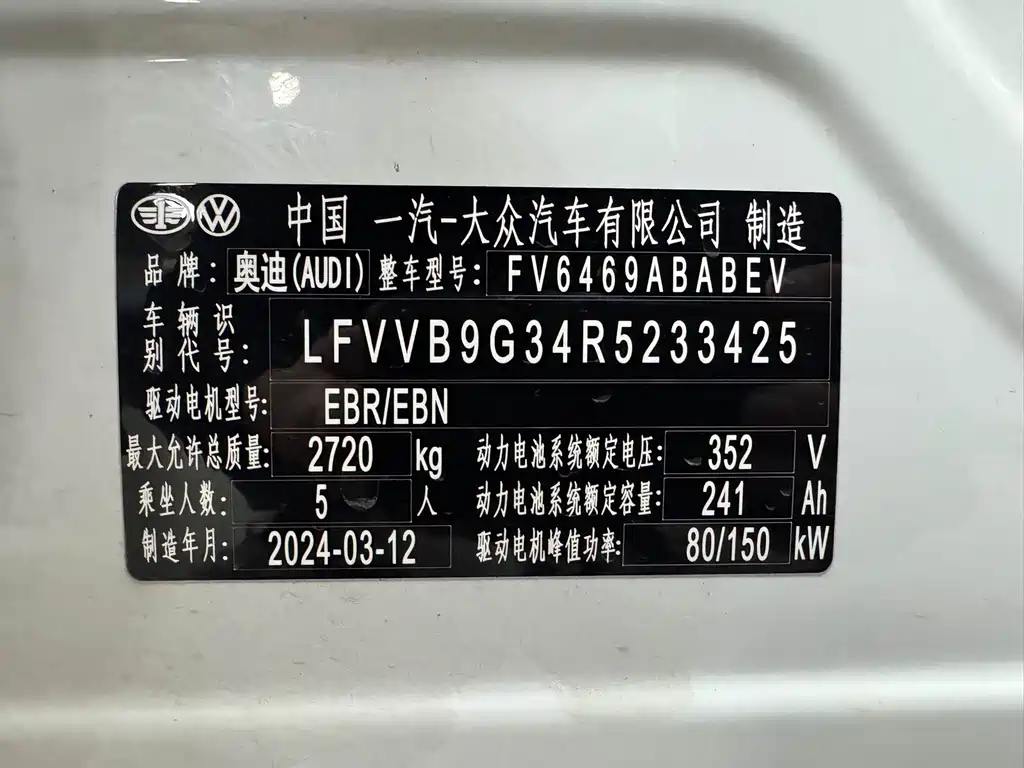 中国 一汽-大众汽车有限公司 制造
品牌: 奥迪(AUDI) 整车型号: FV6469ABABEV
车辆识别代号: LFVVB9G34R5233425
驱动电机型号: EBR/EBN
最大允许总质量: 2720 kg 动力电池系统额定电压: 352 V
乘坐人数: 5 人 动力电池系统额定容量: 241 Ah
制造年月: 2024-03-12 驱动电机峰值功率: 80/150 kW